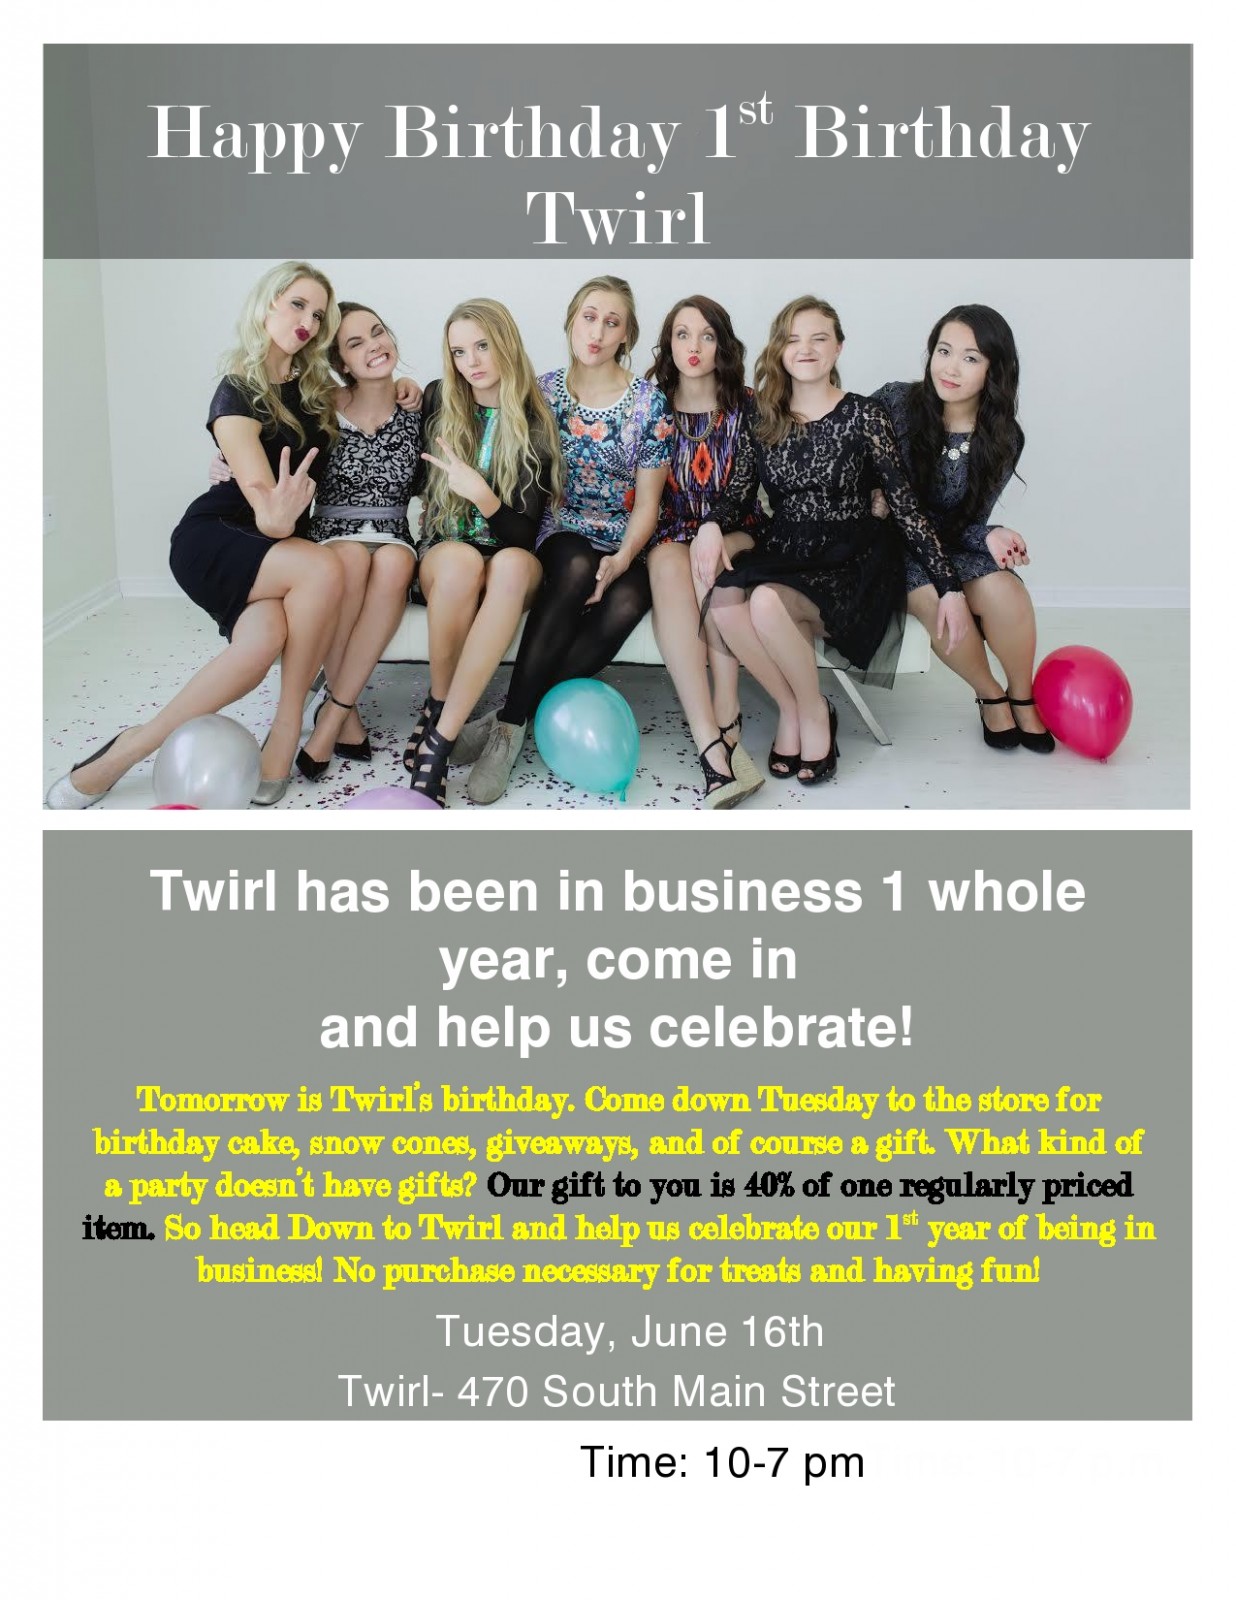 Happy Birthday 1st Birthday
Twirl
Twirl has been in business 1 whole
year, come in
and help us celebrate!
Tomorrow is Twirl's birthday. Come down Tuesday to the store for
birthday cake, snow cones, giveaways, and of course a gift. What kind of
a party doesn't have gifts? Our gift to you is 40% of one regularly priced
item. So head Down to Twirl and help us celebrate our 1st year of being in
business! No purchase necessary for treats and having fun!
Tuesday, June 16th
Twirl- 470 South Main Street
Time: 10-7 pm